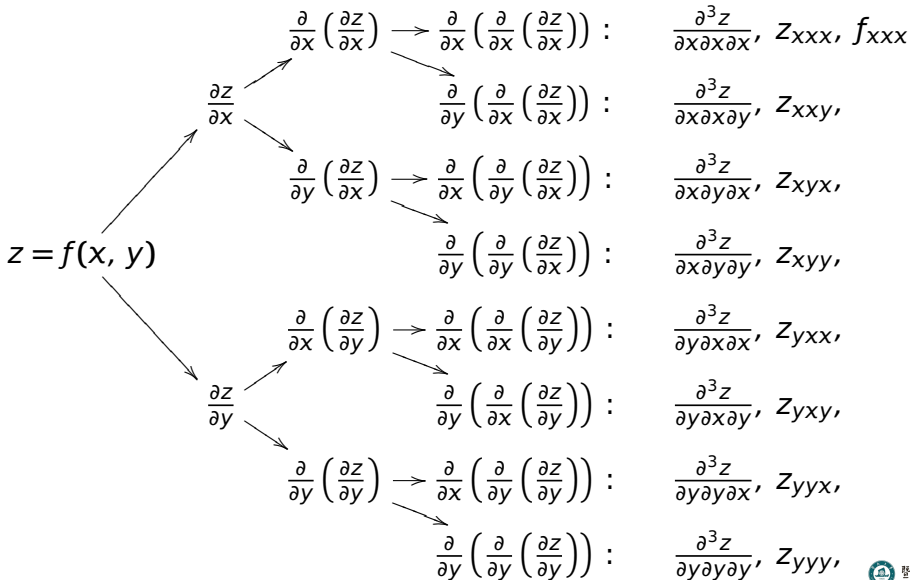 ∂/∂x (∂z/∂x) → ∂/∂x (∂/∂x (∂z/∂x)) : ∂³z/∂x∂x∂x, z_xxx, f_xxx
∂z/∂x
∂/∂y (∂/∂x (∂z/∂x)) : ∂³z/∂x∂x∂y, z_xxy,
∂/∂y (∂z/∂x) → ∂/∂x (∂/∂y (∂z/∂x)) : ∂³z/∂x∂y∂x, z_xyx,
z = f(x, y)
∂/∂y (∂/∂y (∂z/∂x)) : ∂³z/∂x∂y∂y, z_xyy,
∂/∂x (∂z/∂y) → ∂/∂x (∂/∂x (∂z/∂y)) : ∂³z/∂y∂x∂x, z_yxx,
∂z/∂y
∂/∂y (∂/∂x (∂z/∂y)) : ∂³z/∂y∂x∂y, z_yxy,
∂/∂y (∂z/∂y) → ∂/∂x (∂/∂y (∂z/∂y)) : ∂³z/∂y∂y∂x, z_yyx,
∂/∂y (∂/∂y (∂z/∂y)) : ∂³z/∂y∂y∂y, z_yyy,